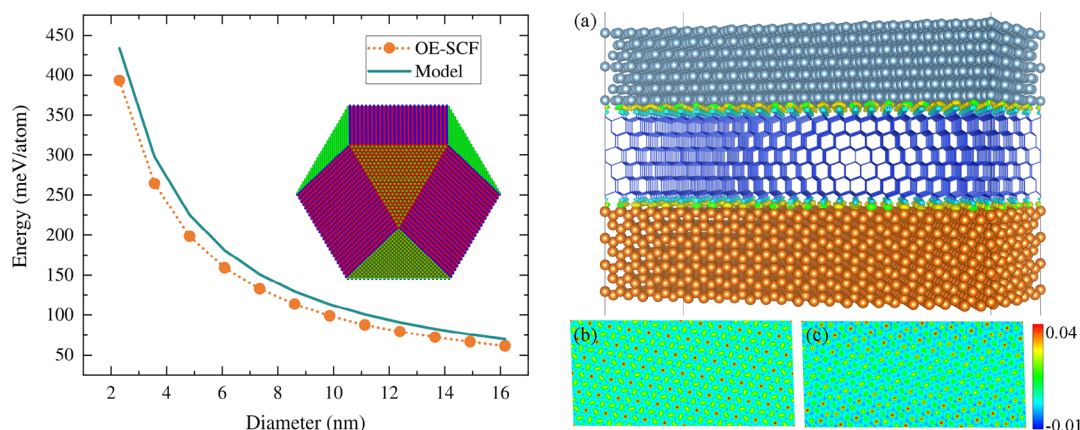 450
400
350
300
250
200
150
100
50
Energy (meV/atom)
OE-SCF
Model
2 4 6 8 10 12 14 16
Diameter (nm)
(a)
(b)
(c)
0.04
-0.01